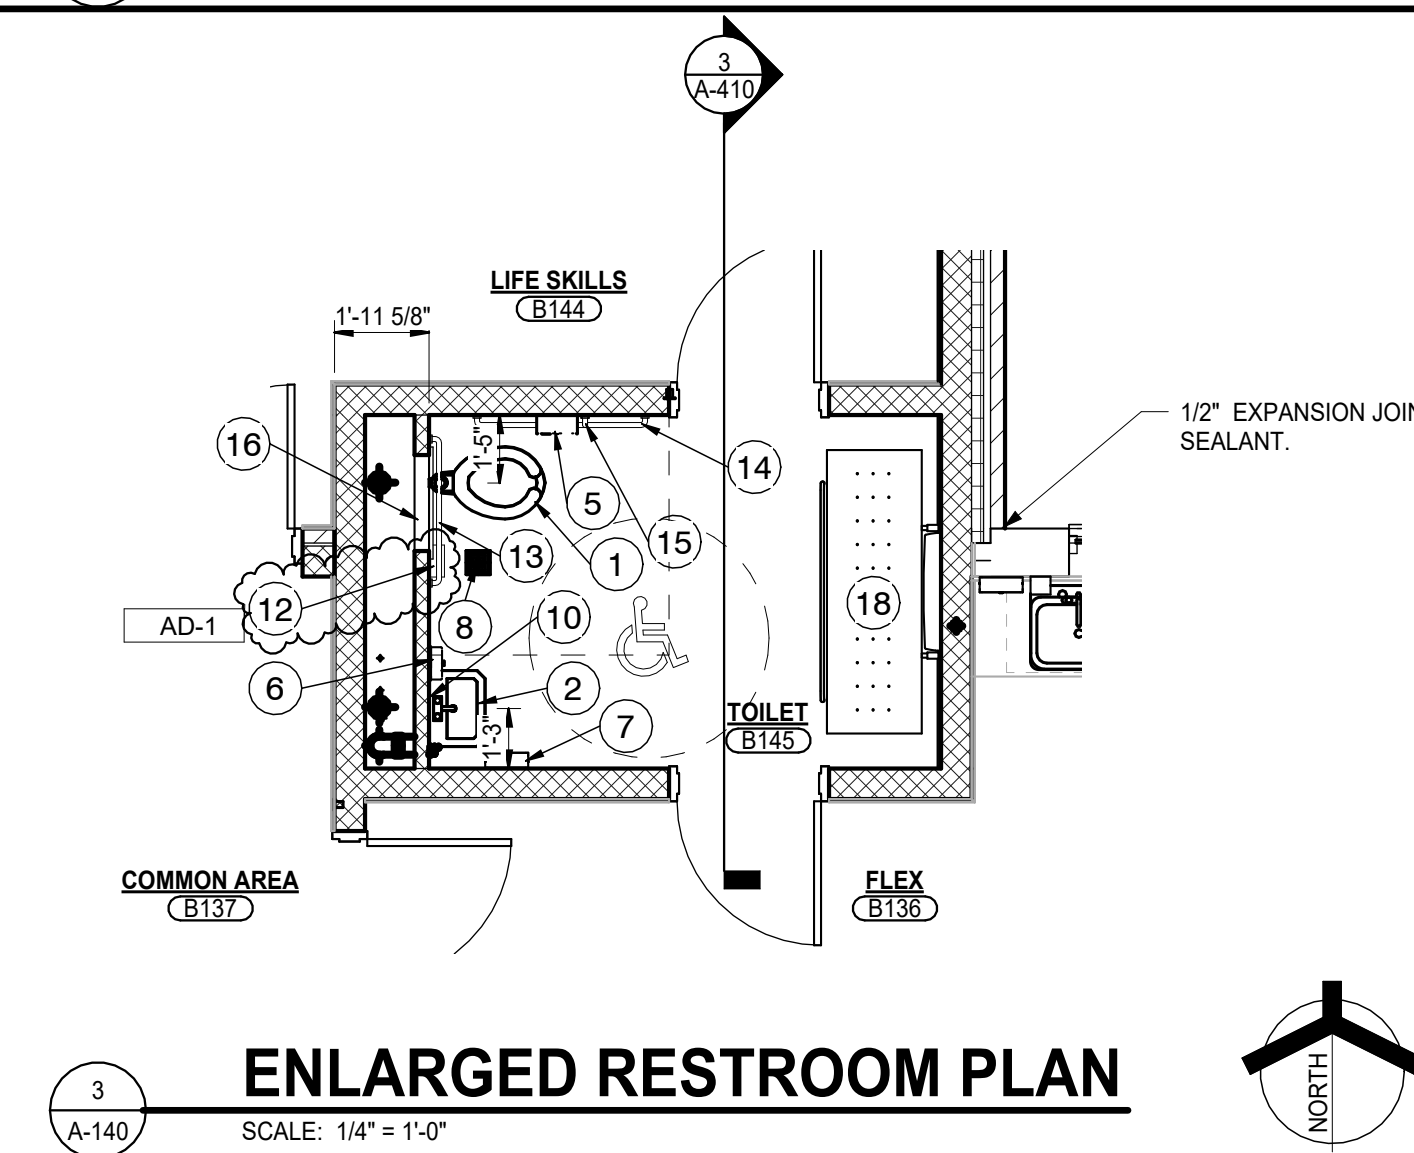 3
A-410
LIFE SKILLS
B144
1'-11 5/8"
1/2" EXPANSION JOIN
SEALANT.
16
1'-5"
14
5
15
13
1
12
10
18
8
AD-1
6
2
7
1'-3"
TOILET
B145
COMMON AREA
B137
FLEX
B136
3
A-140
ENLARGED RESTROOM PLAN
SCALE: 1/4" = 1'-0"
NORTH